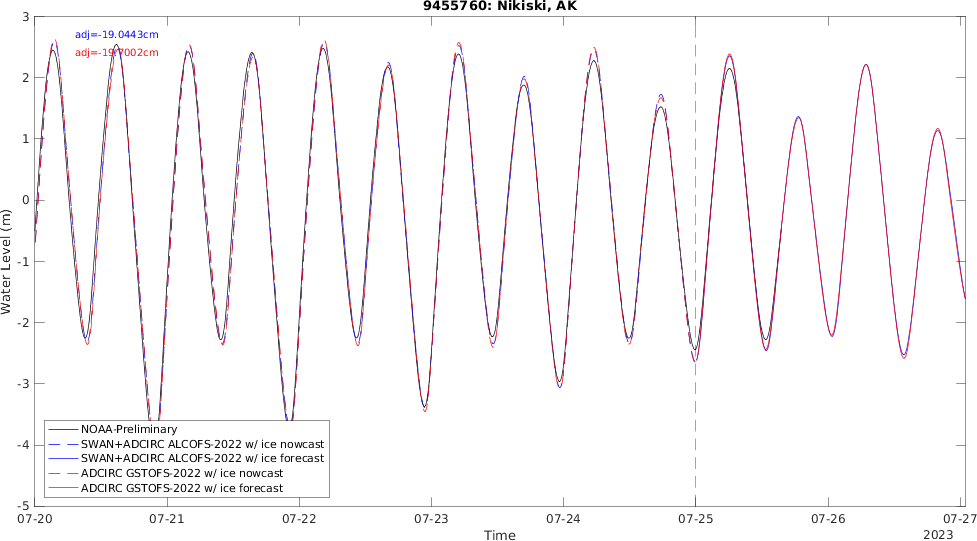 9455760: Nikiski, AK
adj=-19.0443cm
adj=-19.7002cm
3
2
1
0
-1
-2
-3
-4
-5
Water Level (m)
NOAA-Preliminary
SWAN+ADCIRC ALCOFS-2022 w/ ice nowcast
SWAN+ADCIRC ALCOFS-2022 w/ ice forecast
ADCIRC GSTOFS-2022 w/ ice nowcast
ADCIRC GSTOFS-2022 w/ ice forecast
07-20 07-21 07-22 07-23 07-24 07-25 07-26 07-27
Time
2023